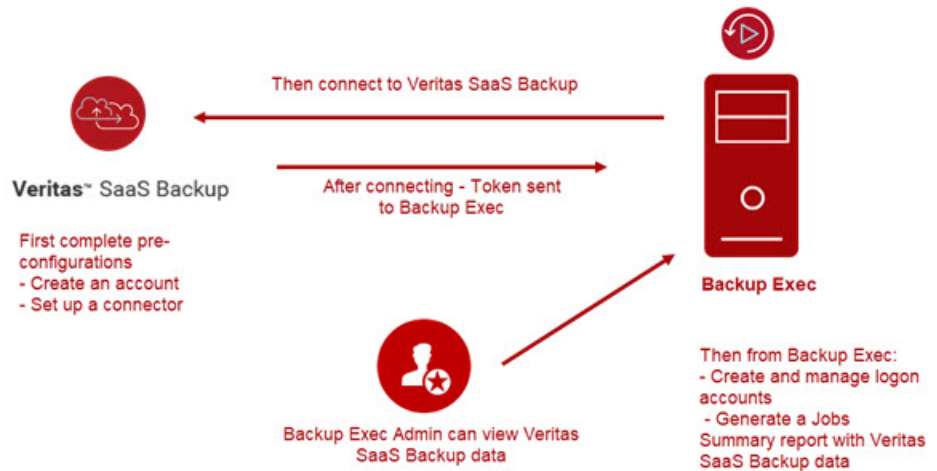 Then connect to Veritas SaaS Backup
Veritas™ SaaS Backup
After connecting - Token sent
to Backup Exec
First complete pre-
configurations
- Create an account
- Set up a connector
Backup Exec
Backup Exec Admin can view Veritas
SaaS Backup data
Then from Backup Exec:
- Create and manage logon
accounts
- Generate a Jobs
Summary report with Veritas
SaaS Backup data